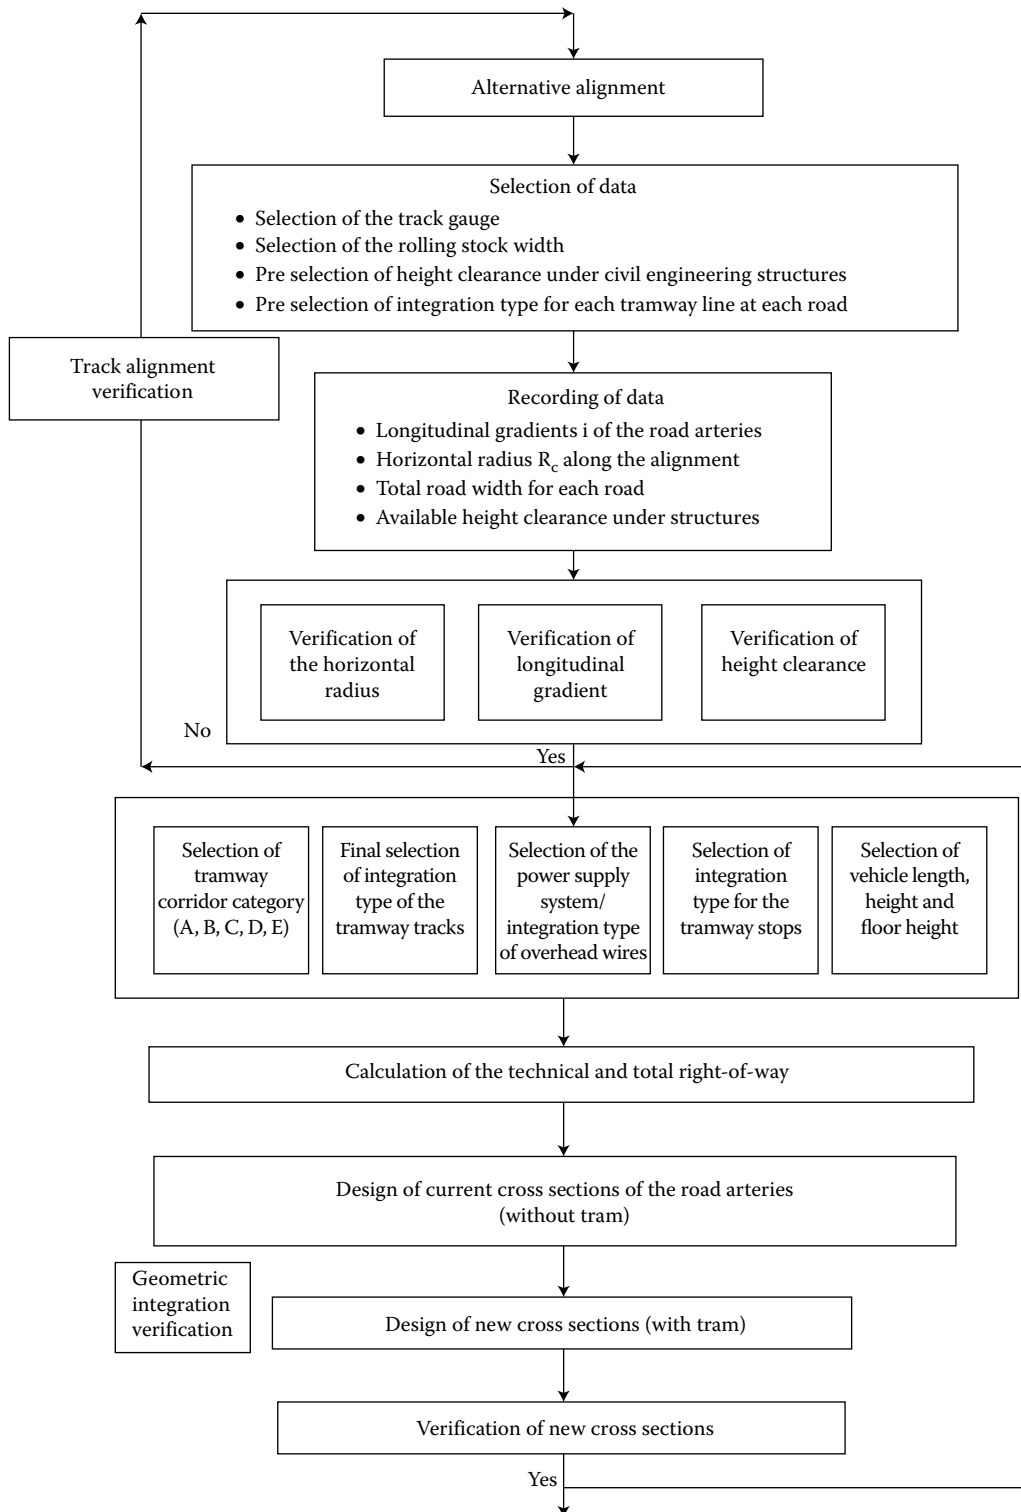 Alternative alignment
Selection of data
• Selection of the track gauge
• Selection of the rolling stock width
• Pre selection of height clearance under civil engineering structures
• Pre selection of integration type for each tramway line at each road
Track alignment
verification
Recording of data
• Longitudinal gradients i of the road arteries
• Horizontal radius Rc along the alignment
• Total road width for each road
• Available height clearance under structures
Verification of
the horizontal
radius
Verification of
longitudinal
gradient
Verification of
height clearance
No
Yes
Selection of
tramway
corridor category
(A, B, C, D, E)
Final selection
of integration
type of the
tramway tracks
Selection of the
power supply
system/
integration type
of overhead wires
Selection of
integration
type for the
tramway stops
Selection of
vehicle length,
height and
floor height
Calculation of the technical and total right-of-way
Design of current cross sections of the road arteries
(without tram)
Geometric
integration
verification
Design of new cross sections (with tram)
Verification of new cross sections
Yes